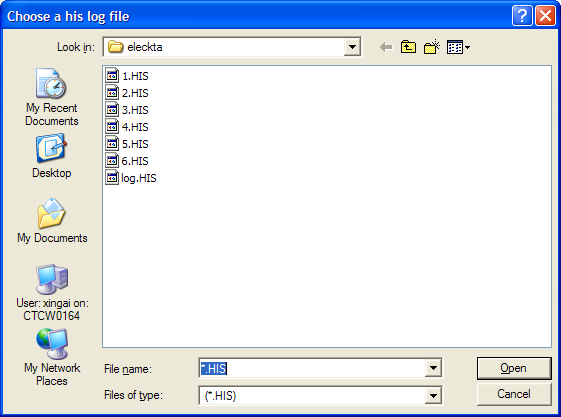 Choose a his log file
Look in:
eleckta
1.HIS
2.HIS
3.HIS
4.HIS
5.HIS
6.HIS
log.HIS
My Recent
Documents
Desktop
My Documents
User: xingai on:
CTCW0164
My Network
Places
File name:
*.HIS
Open
Files of type:
(*.HIS)
Cancel